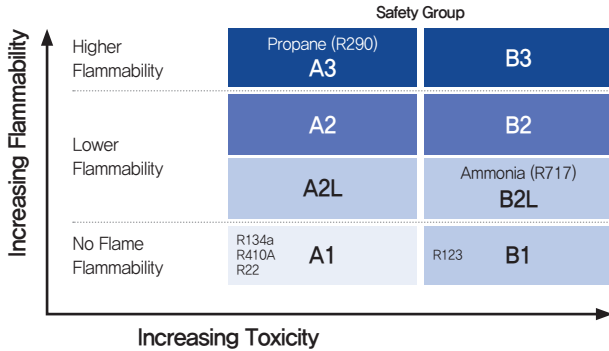 Safety Group
Increasing Flammability
Higher
Flammability
Propane (R290)
A3
B3
Lower
Flammability
A2
B2
A2L
Ammonia (R717)
B2L
No Flame
Flammability
R134a
R410A
R22
A1
R123
B1
Increasing Toxicity